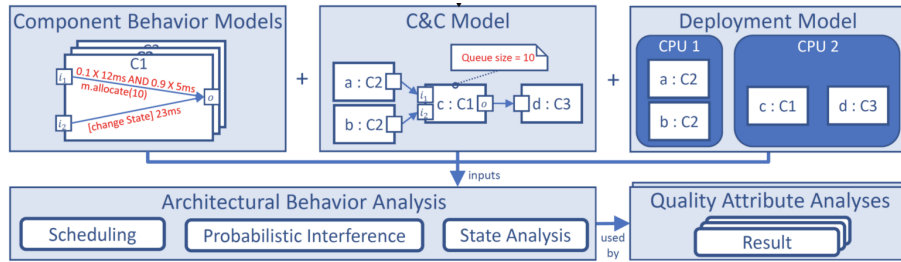 Component Behavior Models
C1
i1
0.1 X 12ms AND 0.9 X 5ms
m.allocate(10)
o
i2
[change State] 23ms
+
C&C Model
Queue size = 10
a : C2
b : C2
i1
i2
c : C1
o
d : C3
+
Deployment Model
CPU 1
a : C2
b : C2
CPU 2
c : C1
d : C3
inputs
Architectural Behavior Analysis
Scheduling
Probabilistic Interference
State Analysis
used
by
Quality Attribute Analyses
Result